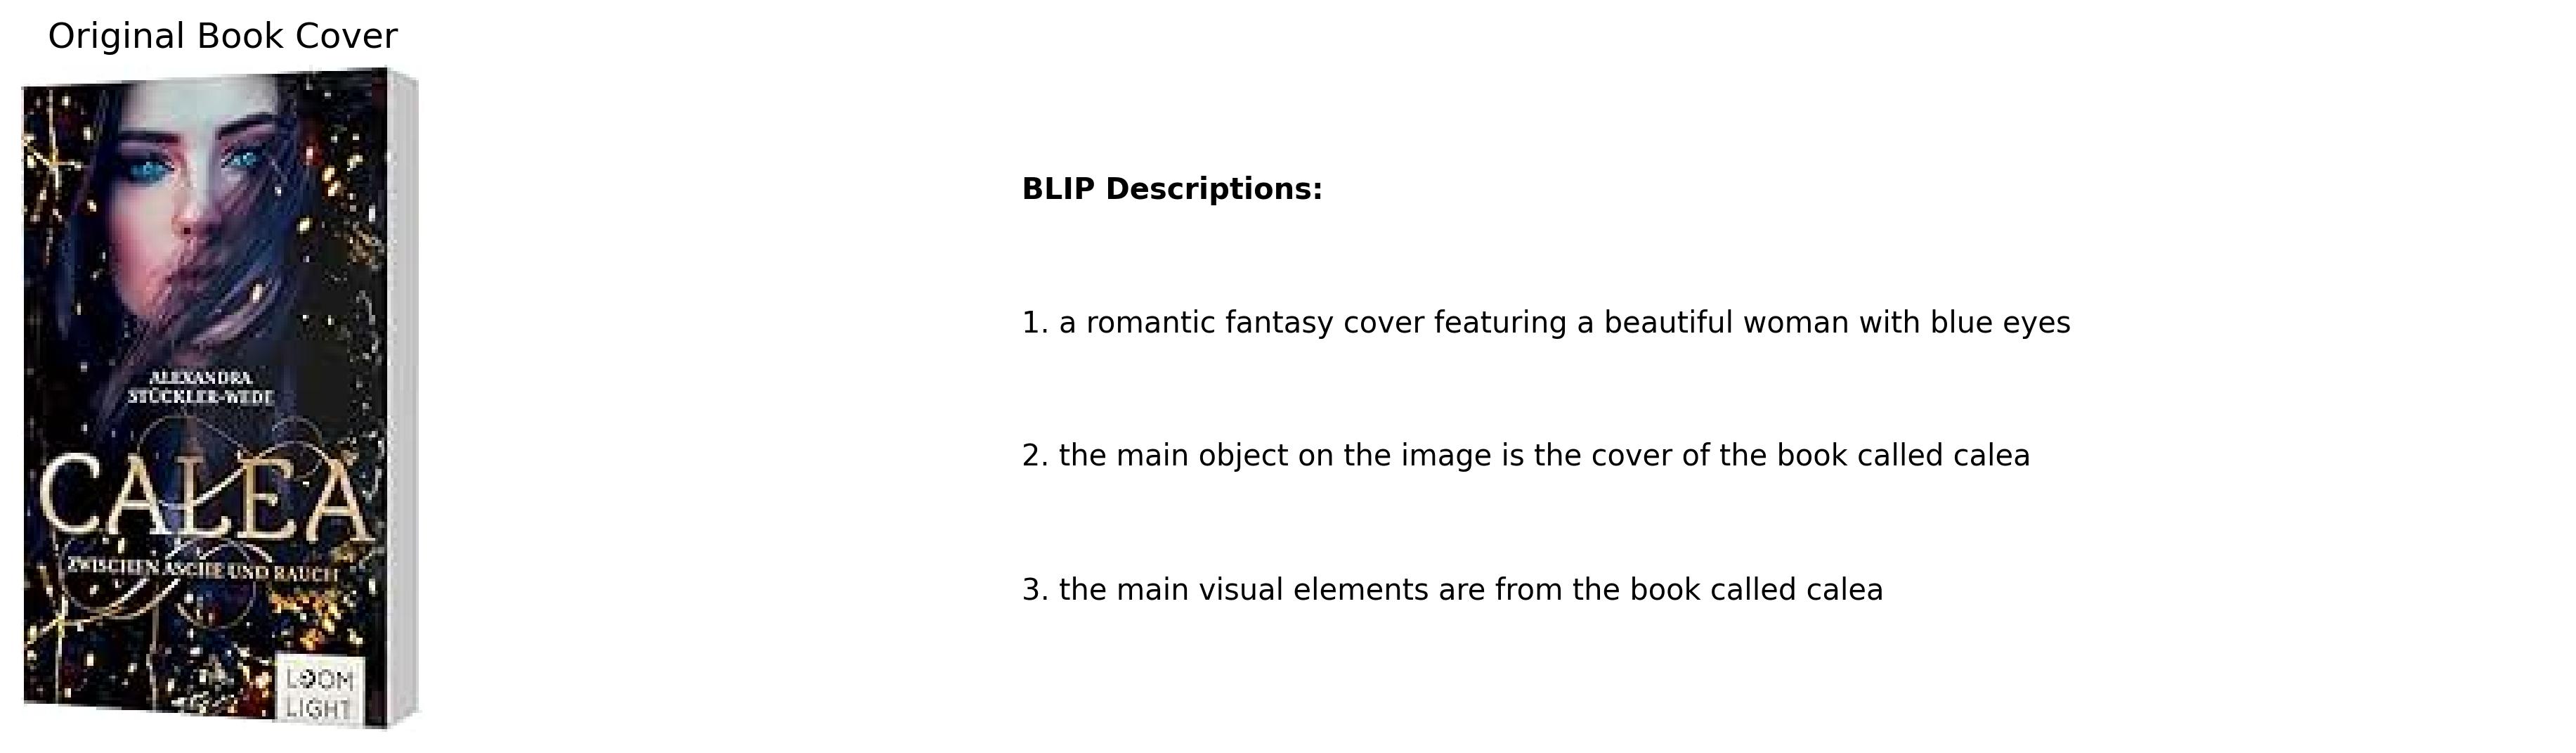 Original Book Cover
ALEXANDRA
STÜCKLER-WEDE
CALEA
ZWISCHEN ASCHE UND RAUCH
LOOM
LIGHT
BLIP Descriptions:
1. a romantic fantasy cover featuring a beautiful woman with blue eyes
2. the main object on the image is the cover of the book called calea
3. the main visual elements are from the book called calea